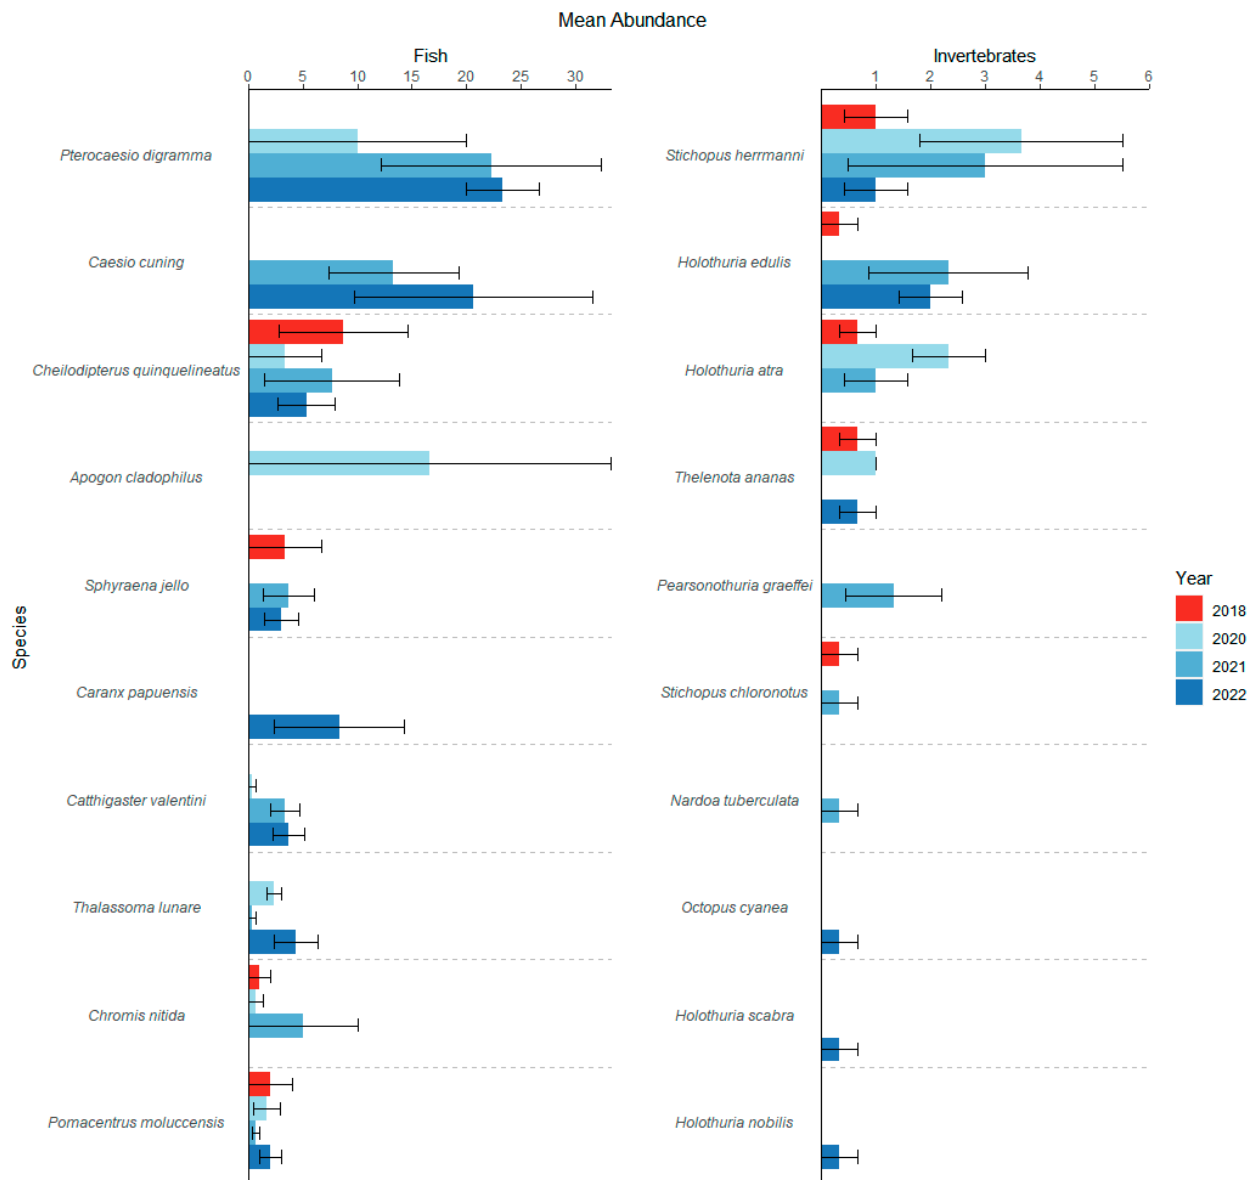 Mean Abundance
Fish
Invertebrates
0 5 10 15 20 25 30
1 2 3 4 5 6
Species
Pterocaesio digramma
Caesio cuning
Cheilodipterus quinquelineatus
Apogon cladophilus
Sphyraena jello
Caranx papuensis
Catthigaster valentini
Thalassoma lunare
Chromis nitida
Pomacentrus moluccensis
Stichopus herrmanni
Holothuria edulis
Holothuria atra
Thelenota ananas
Pearsonothuria graeffei
Stichopus chloronotus
Nardoa tuberculata
Octopus cyanea
Holothuria scabra
Holothuria nobilis
Year
2018
2020
2021
2022